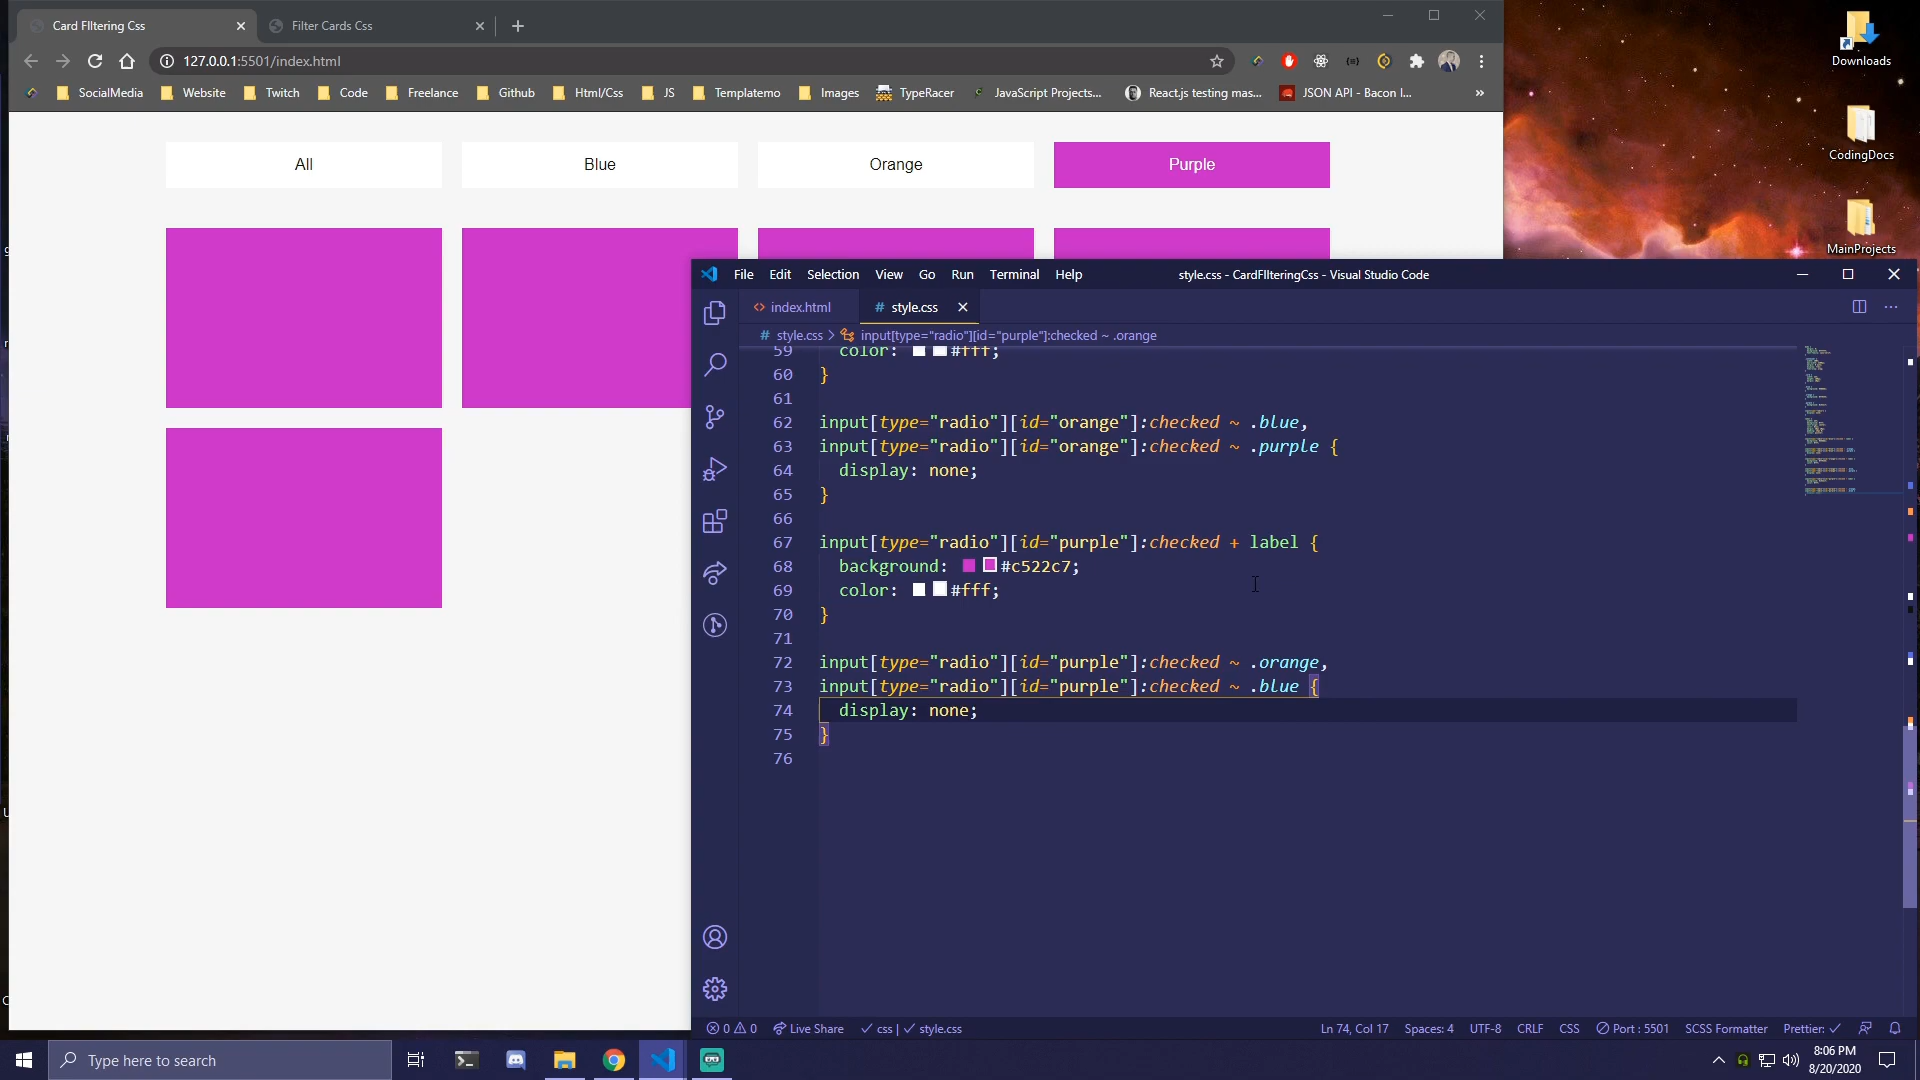 Card FIltering Css
Filter Cards Css
127.0.0.1:5501/index.html
SocialMedia
Website
Twitch
Code
Freelance
Github
Html/Css
JS
Templatemo
Images
TypeRacer
JavaScript Projects...
React.js testing mas...
JSON API - Bacon I...
»
Downloads
CodingDocs
MainProjects
All
Blue
Orange
Purple
File Edit Selection View Go Run Terminal Help
style.css - CardFIlteringCss - Visual Studio Code
index.html
# style.css
# style.css > input[type="radio"][id="purple"]:checked ~ .orange
59 color: #fff;
60 }
61
62 input[type="radio"][id="orange"]:checked ~ .blue,
63 input[type="radio"][id="orange"]:checked ~ .purple {
64 display: none;
65 }
66
67 input[type="radio"][id="purple"]:checked + label {
68 background: #c522c7;
69 color: #fff;
70 }
71
72 input[type="radio"][id="purple"]:checked ~ .orange,
73 input[type="radio"][id="purple"]:checked ~ .blue {
74 display: none;
75 }
76
0 0 Live Share css | style.css
Ln 74, Col 17 Spaces: 4 UTF-8 CRLF CSS Port : 5501 SCSS Formatter Prettier:
Type here to search
8:06 PM
8/20/2020